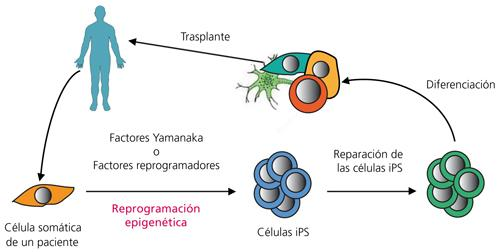 Trasplante
Diferenciación
Factores Yamanaka
o
Factores reprogramadores
Reparación de
las células iPS
Reprogramación
epigenética
Célula somática
de un paciente
Células iPS